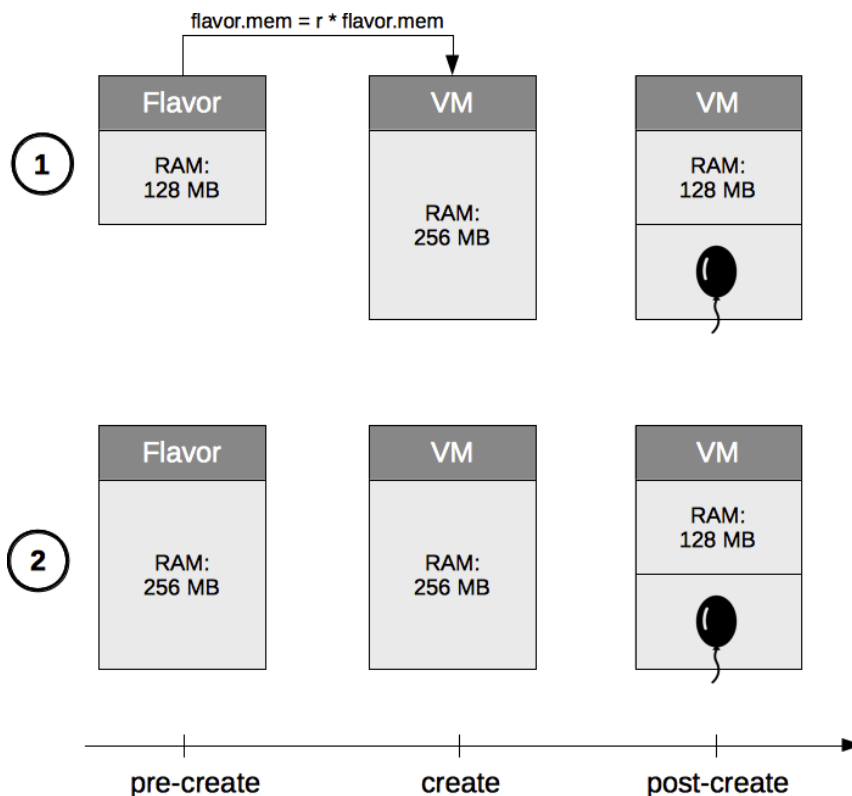 flavor.mem = r * flavor.mem
Flavor
VM
VM
1
RAM:
128 MB
RAM:
256 MB
RAM:
128 MB
Flavor
VM
VM
2
RAM:
256 MB
RAM:
256 MB
RAM:
128 MB
pre-create
create
post-create